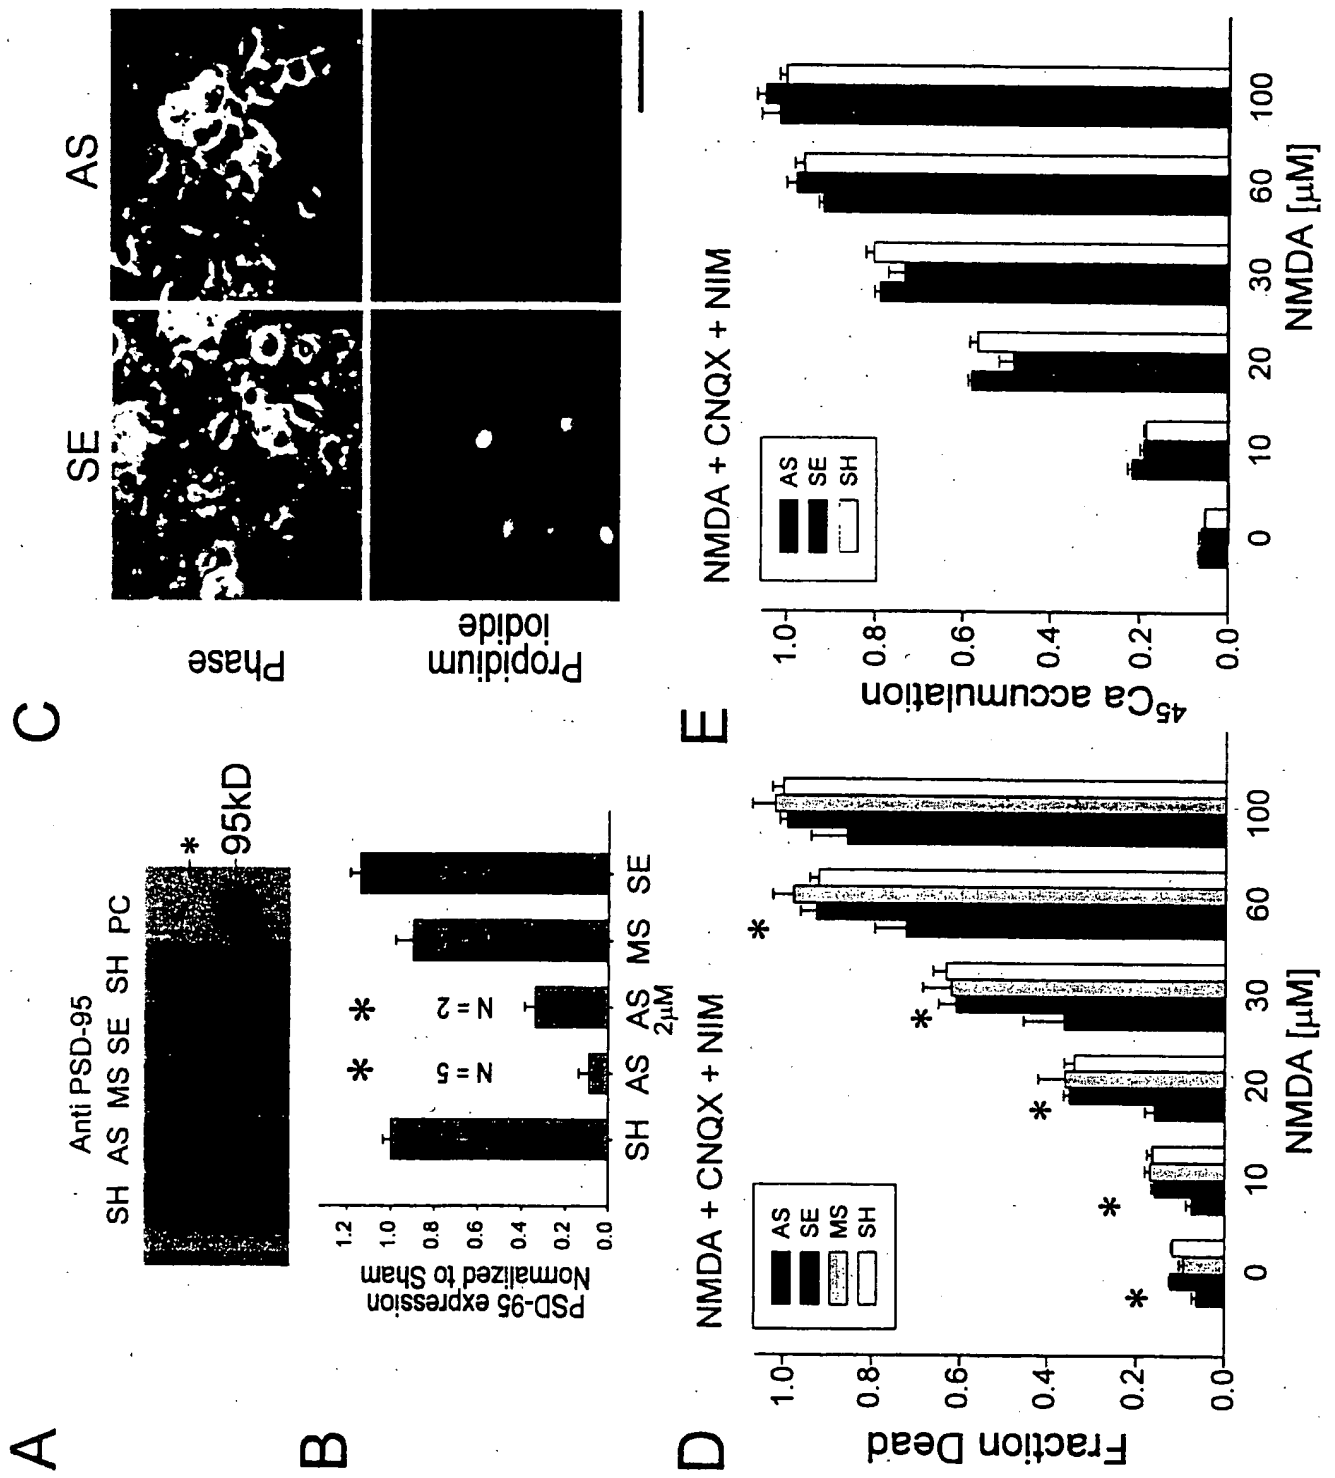 A
Anti PSD-95
SH AS MS SE SH PC
*
95kD
B
PSD-95 expression
Normalized to Sham
1.2
1.0
0.8
0.6
0.4
0.2
0.0
* *
N = 5 N = 2
SH AS AS MS SE
2µM
C
SE AS
Phase
Propidium
iodide
D
NMDA + CNQX + NIM
AS
SE
MS
SH
Fraction Dead
1.0
0.8
0.6
0.4
0.2
0.0
* * * * *
0 10 20 30 60 100
NMDA [µM]
E
NMDA + CNQX + NIM
AS
SE
SH
45Ca accumulation
1.0
0.8
0.6
0.4
0.2
0.0
0 10 20 30 60 100
NMDA [µM]